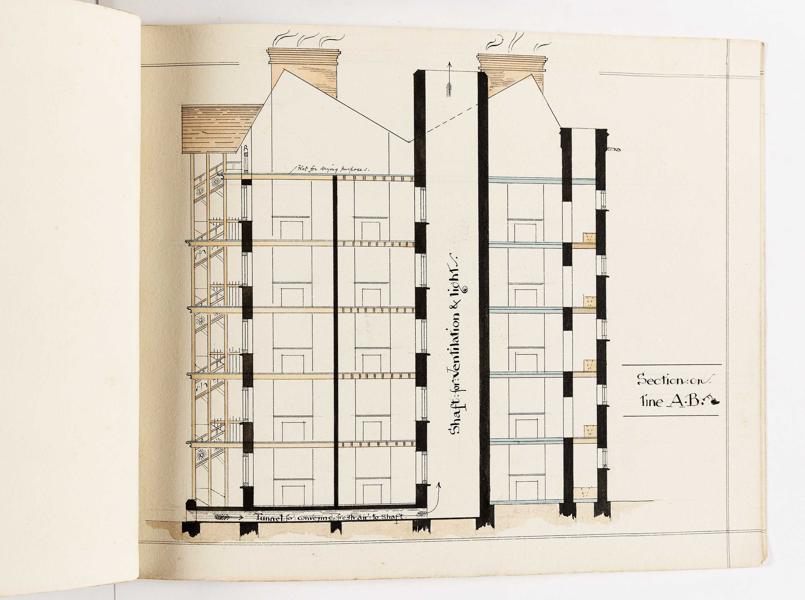 Flat for drying purposes.
Shaft: for: ventilation & light:
Section: on:
line A.B:
Tunnel: for: conveying: fresh air: to shaft